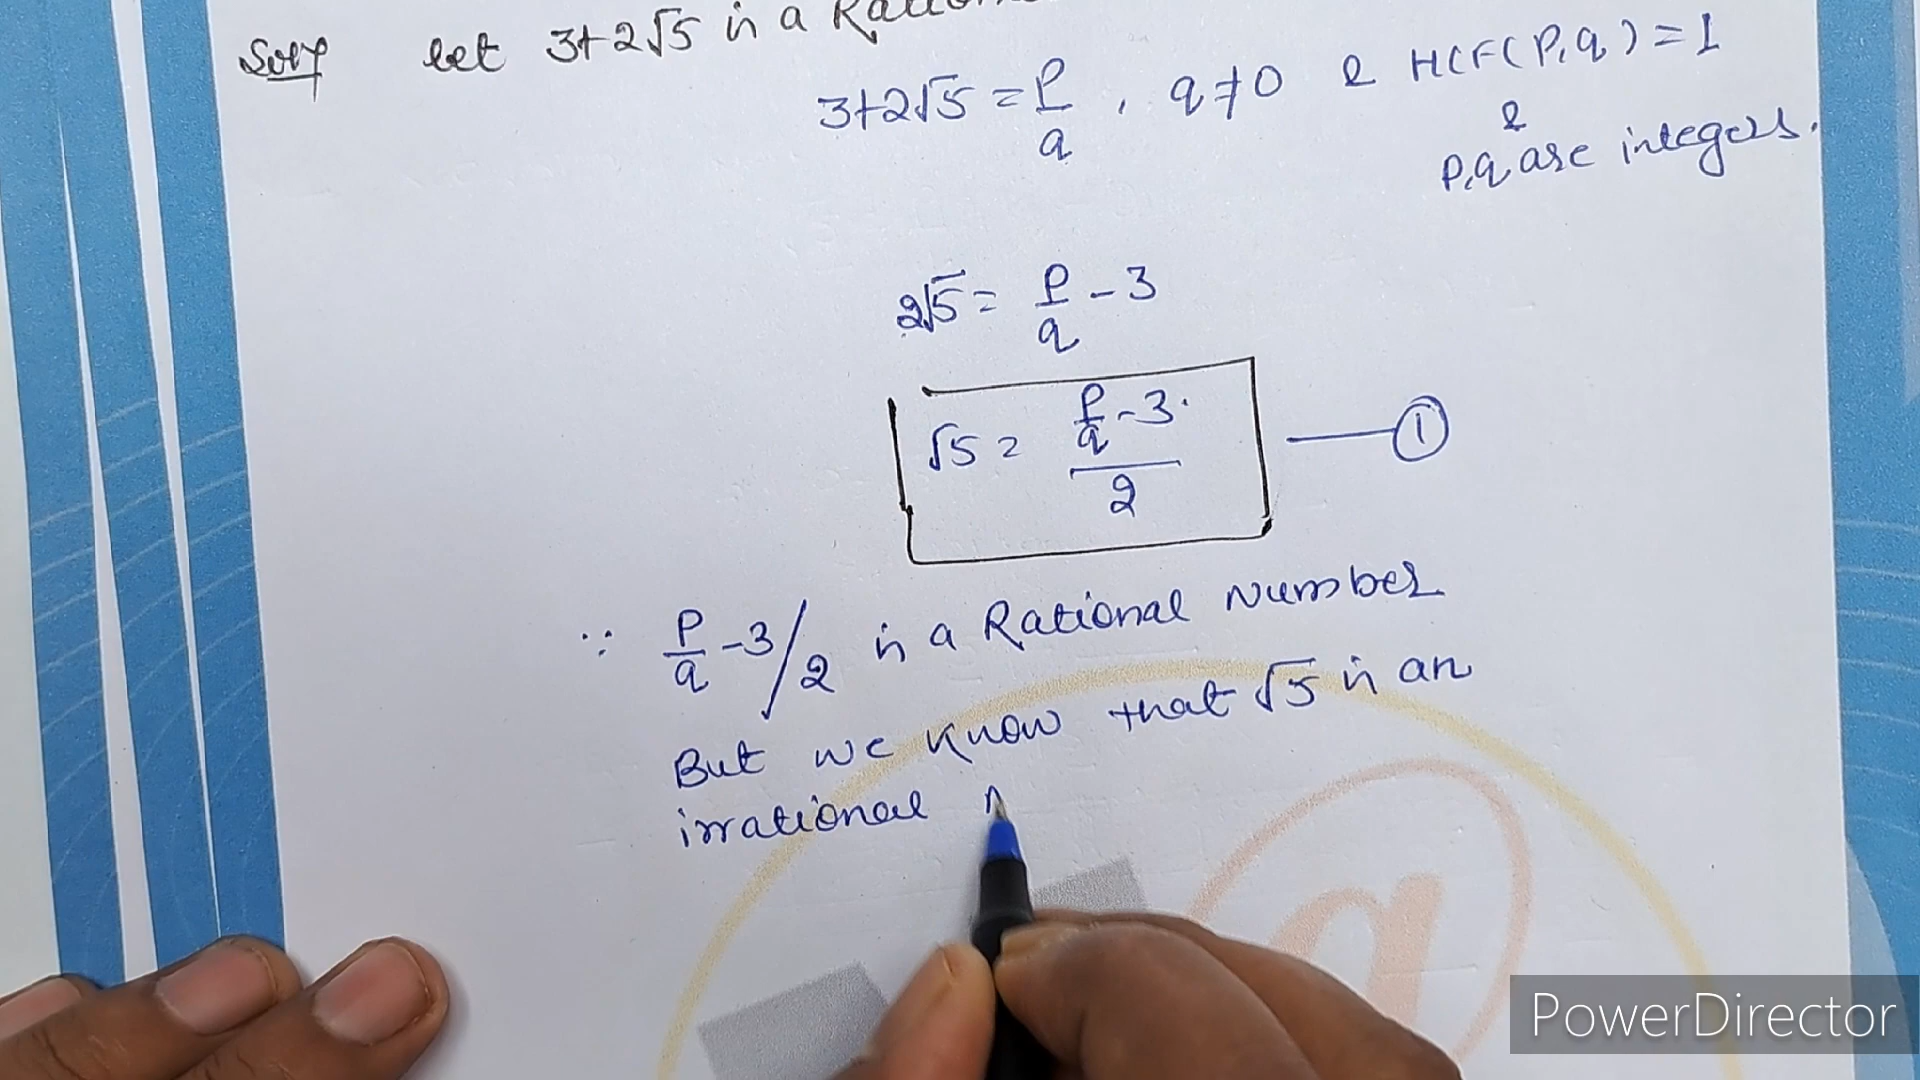 Soln let 3+2√5 is a
3+2√5 = P/q , q≠0 & HCF(P,q)=1
&
P,q are integers.
2√5 = P/q - 3
√5 = (P/q - 3)/2 —— ①
∵ P/q - 3/2 is a Rational Number
But we know that √5 is an
irrational
PowerDirector